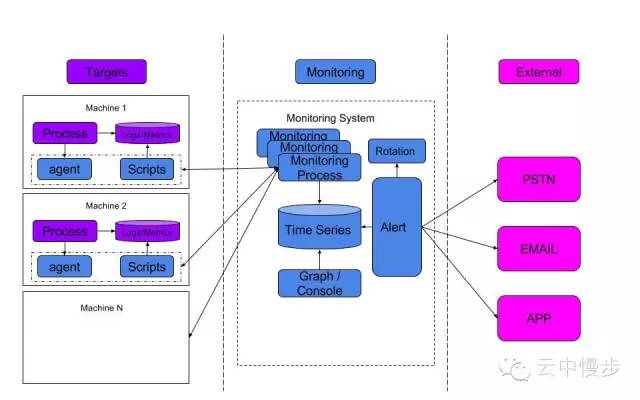 Targets
Monitoring
External
Machine 1
Process
Logs/Metrics
agent
Scripts
Machine 2
Process
Logs/Metrics
agent
Scripts
Machine N
Monitoring System
Monitoring
Monitoring
Monitoring
Process
Rotation
Time Series
Alert
Graph /
Console
PSTN
EMAIL
APP
云中慢步